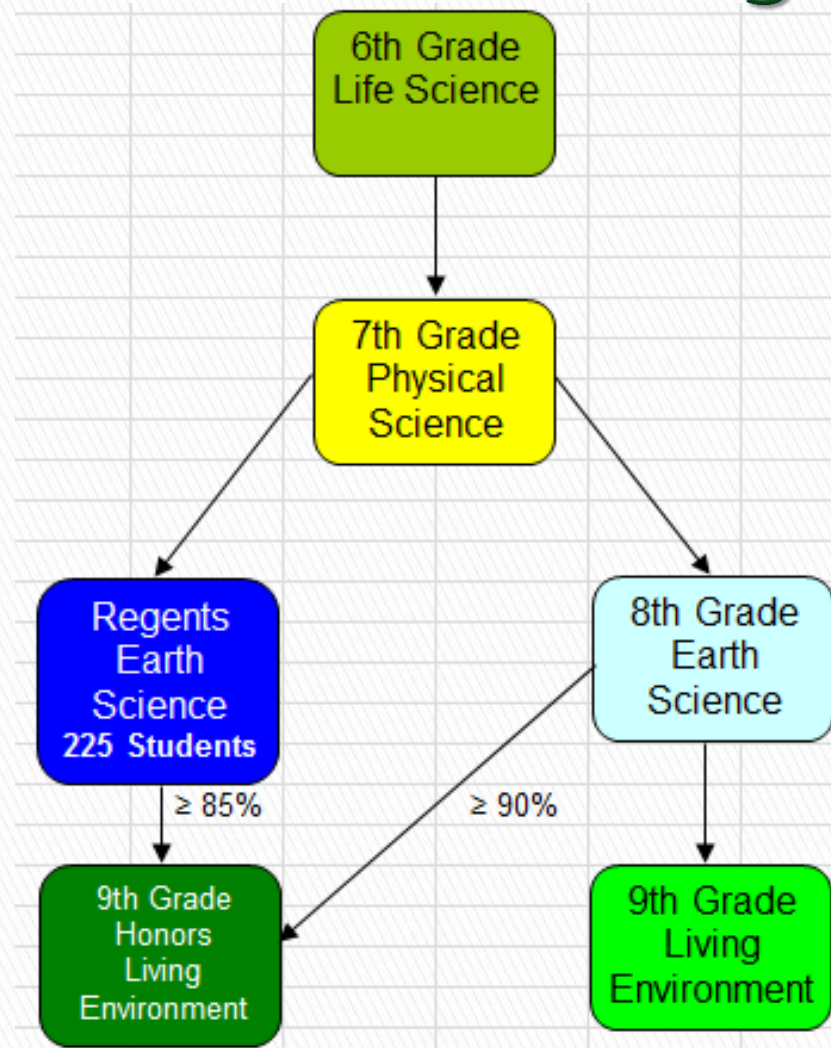 6th Grade
Life Science
7th Grade
Physical
Science
Regents
Earth
Science
225 Students
8th Grade
Earth
Science
≥ 85%
≥ 90%
9th Grade
Honors
Living
Environment
9th Grade
Living
Environment